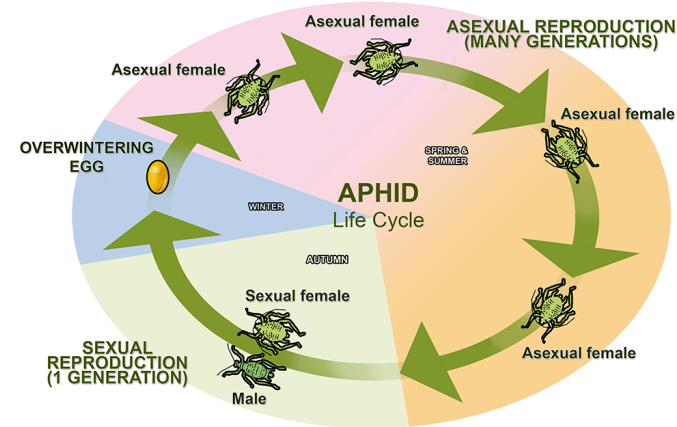 Asexual female
ASEXUAL REPRODUCTION
(MANY GENERATIONS)
Asexual female
Asexual female
OVERWINTERING
EGG
SPRING &
SUMMER
APHID
Life Cycle
WINTER
AUTUMN
Sexual female
Asexual female
SEXUAL
REPRODUCTION
(1 GENERATION)
Male